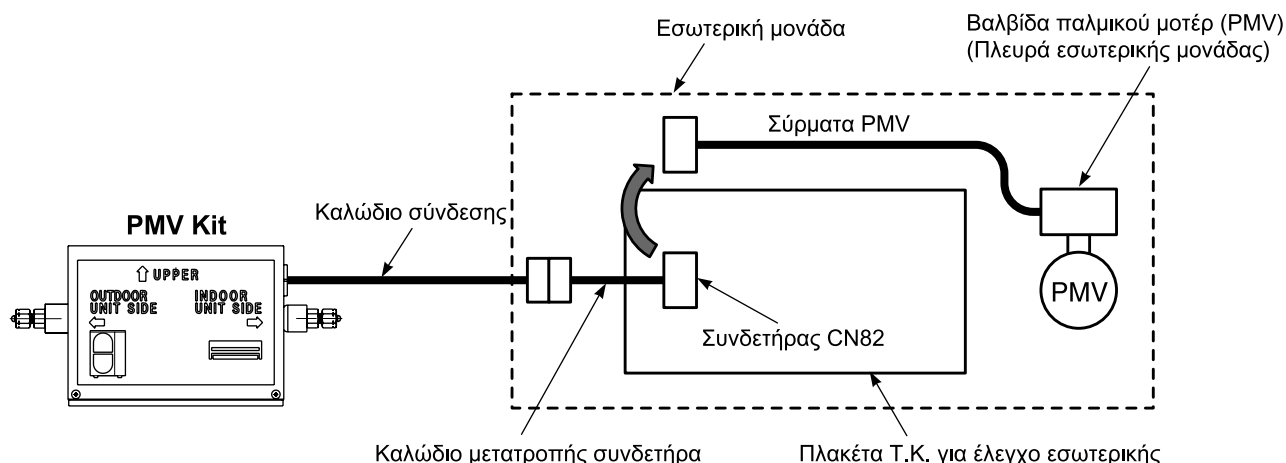 Εσωτερική μονάδα
Βαλβίδα παλμικού μοτέρ (PMV)
(Πλευρά εσωτερικής μονάδας)
Σύρματα PMV
Καλώδιο σύνδεσης
PMV Kit
UPPER
OUTDOOR
UNIT SIDE
INDOOR
UNIT SIDE
PMV
Συνδετήρας CN82
Καλώδιο μετατροπής συνδετήρα
Πλακέτα Τ.Κ. για έλεγχο εσωτερικής